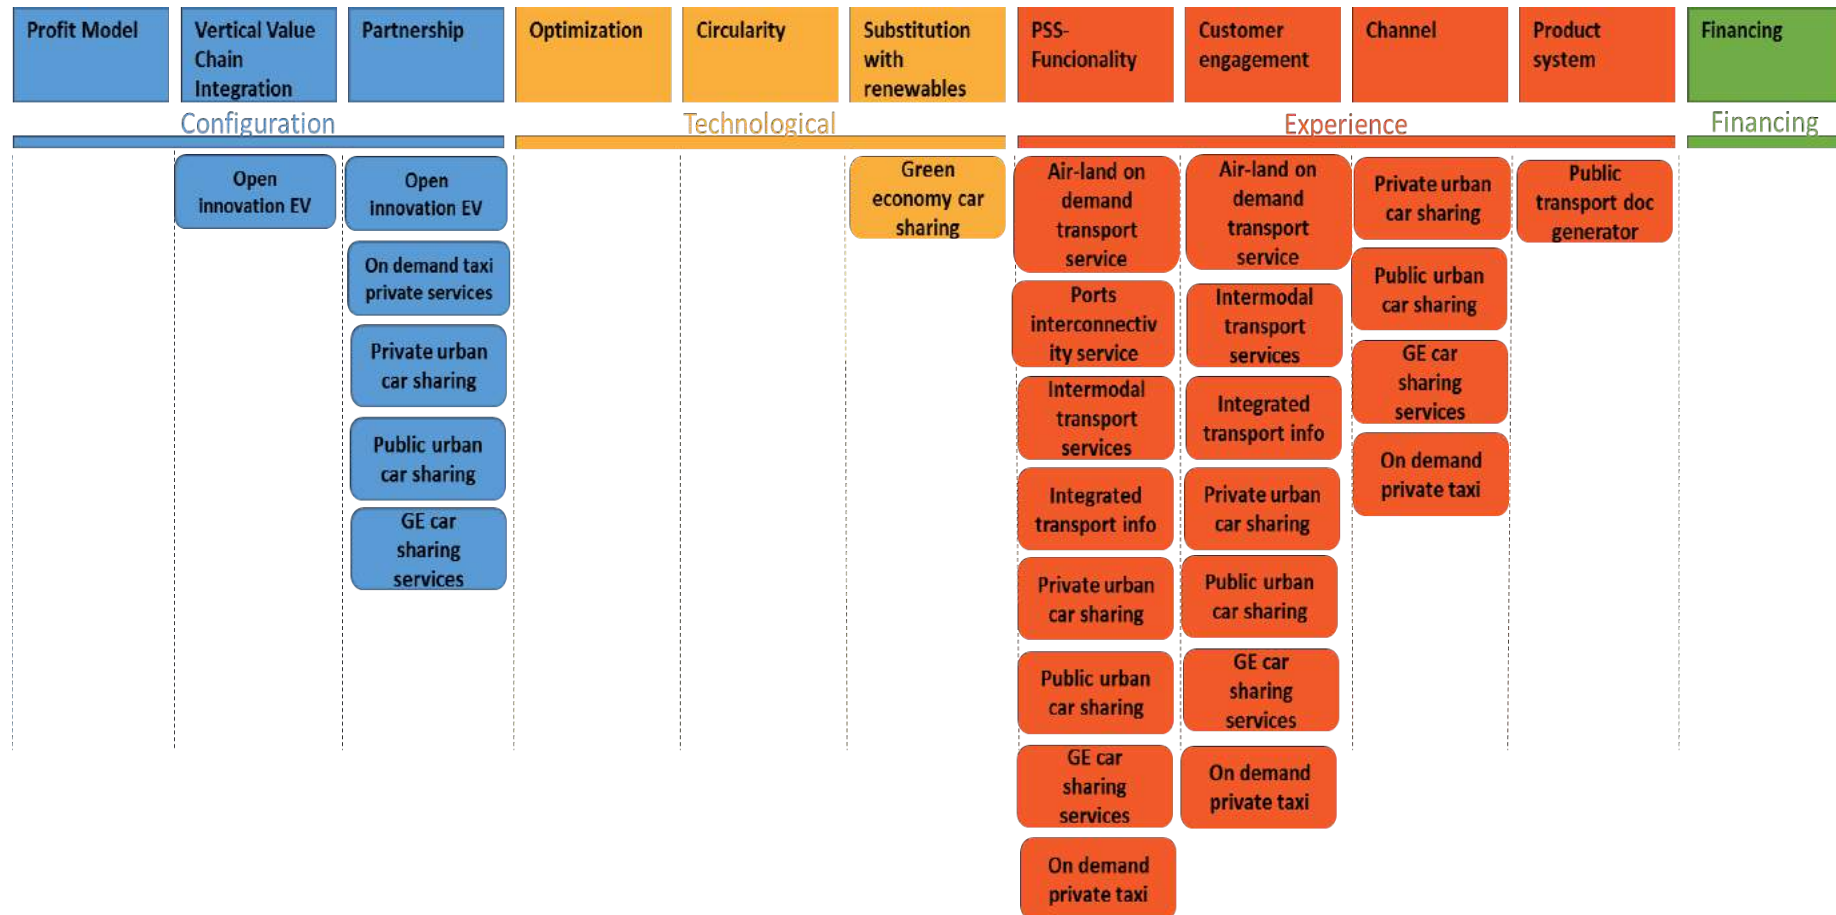 Profit Model
Vertical Value
Chain
Integration
Partnership
Optimization
Circularity
Substitution
with
renewables
PSS-
Funcionality
Customer
engagement
Channel
Product
system
Financing
Configuration
Technological
Experience
Financing
Open
innovation EV
Open
innovation EV
On demand taxi
private services
Private urban
car sharing
Public urban
car sharing
GE car
sharing
services
Green
economy car
sharing
Air-land on
demand
transport
service
Ports
interconnectiv
ity service
Intermodal
transport
services
Integrated
transport info
Private urban
car sharing
Public urban
car sharing
GE car
sharing
services
On demand
private taxi
Air-land on
demand
transport
service
Intermodal
transport
services
Integrated
transport info
Private urban
car sharing
Public urban
car sharing
GE car
sharing
services
On demand
private taxi
Private urban
car sharing
Public urban
car sharing
GE car
sharing
services
On demand
private taxi
Public
transport doc
generator